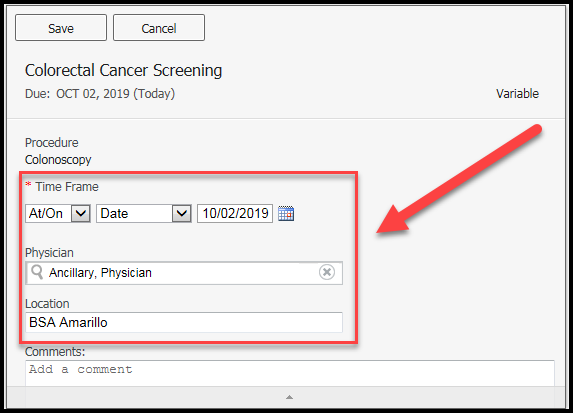 Save Cancel
Colorectal Cancer Screening
Due: OCT 02, 2019 (Today) Variable
Procedure
Colonoscopy
* Time Frame
At/On Date 10/02/2019
Physician
Ancillary, Physician
Location
BSA Amarillo
Comments:
Add a comment